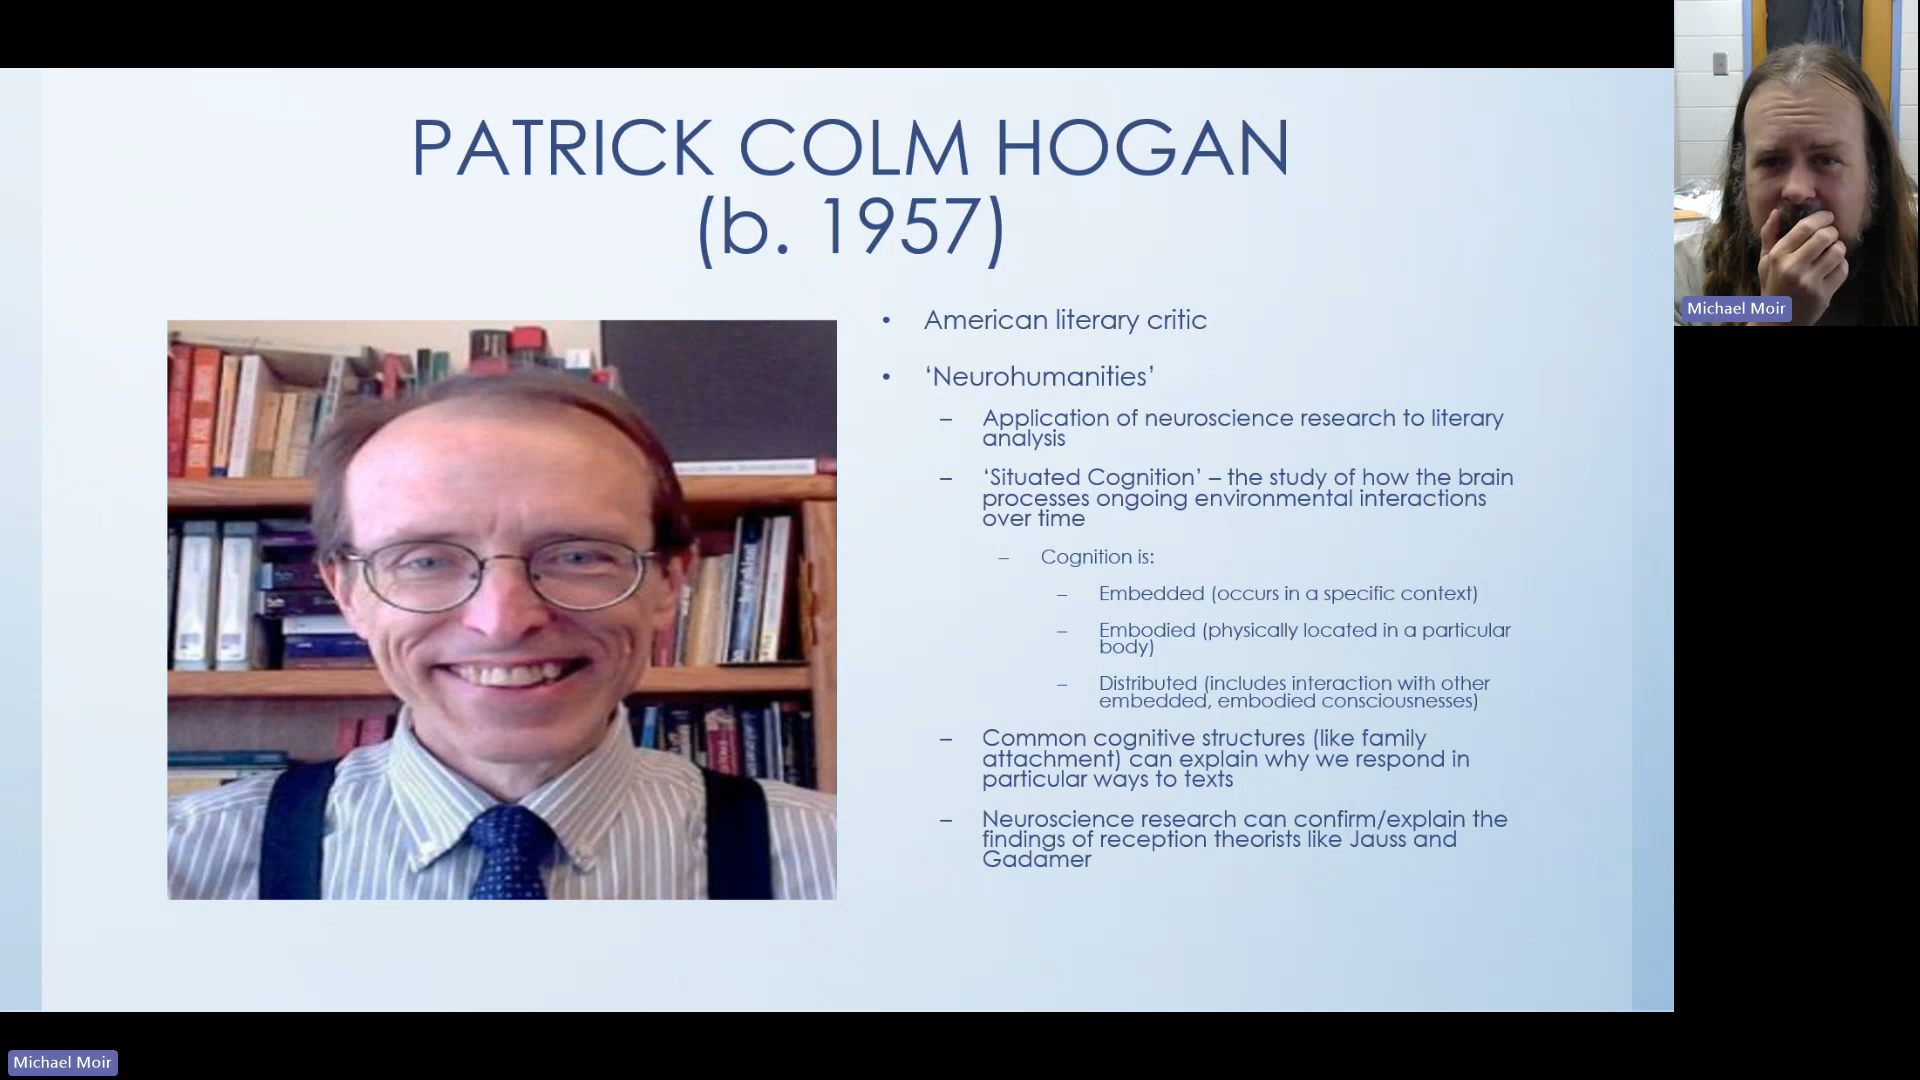 PATRICK COLM HOGAN
(b. 1957)
• American literary critic
• ‘Neurohumanities’
– Application of neuroscience research to literary
analysis
– ‘Situated Cognition’ – the study of how the brain
processes ongoing environmental interactions
over time
– Cognition is:
– Embedded (occurs in a specific context)
– Embodied (physically located in a particular
body)
– Distributed (includes interaction with other
embedded, embodied consciousnesses)
– Common cognitive structures (like family
attachment) can explain why we respond in
particular ways to texts
– Neuroscience research can confirm/explain the
findings of reception theorists like Jauss and
Gadamer
Michael Moir
Michael Moir